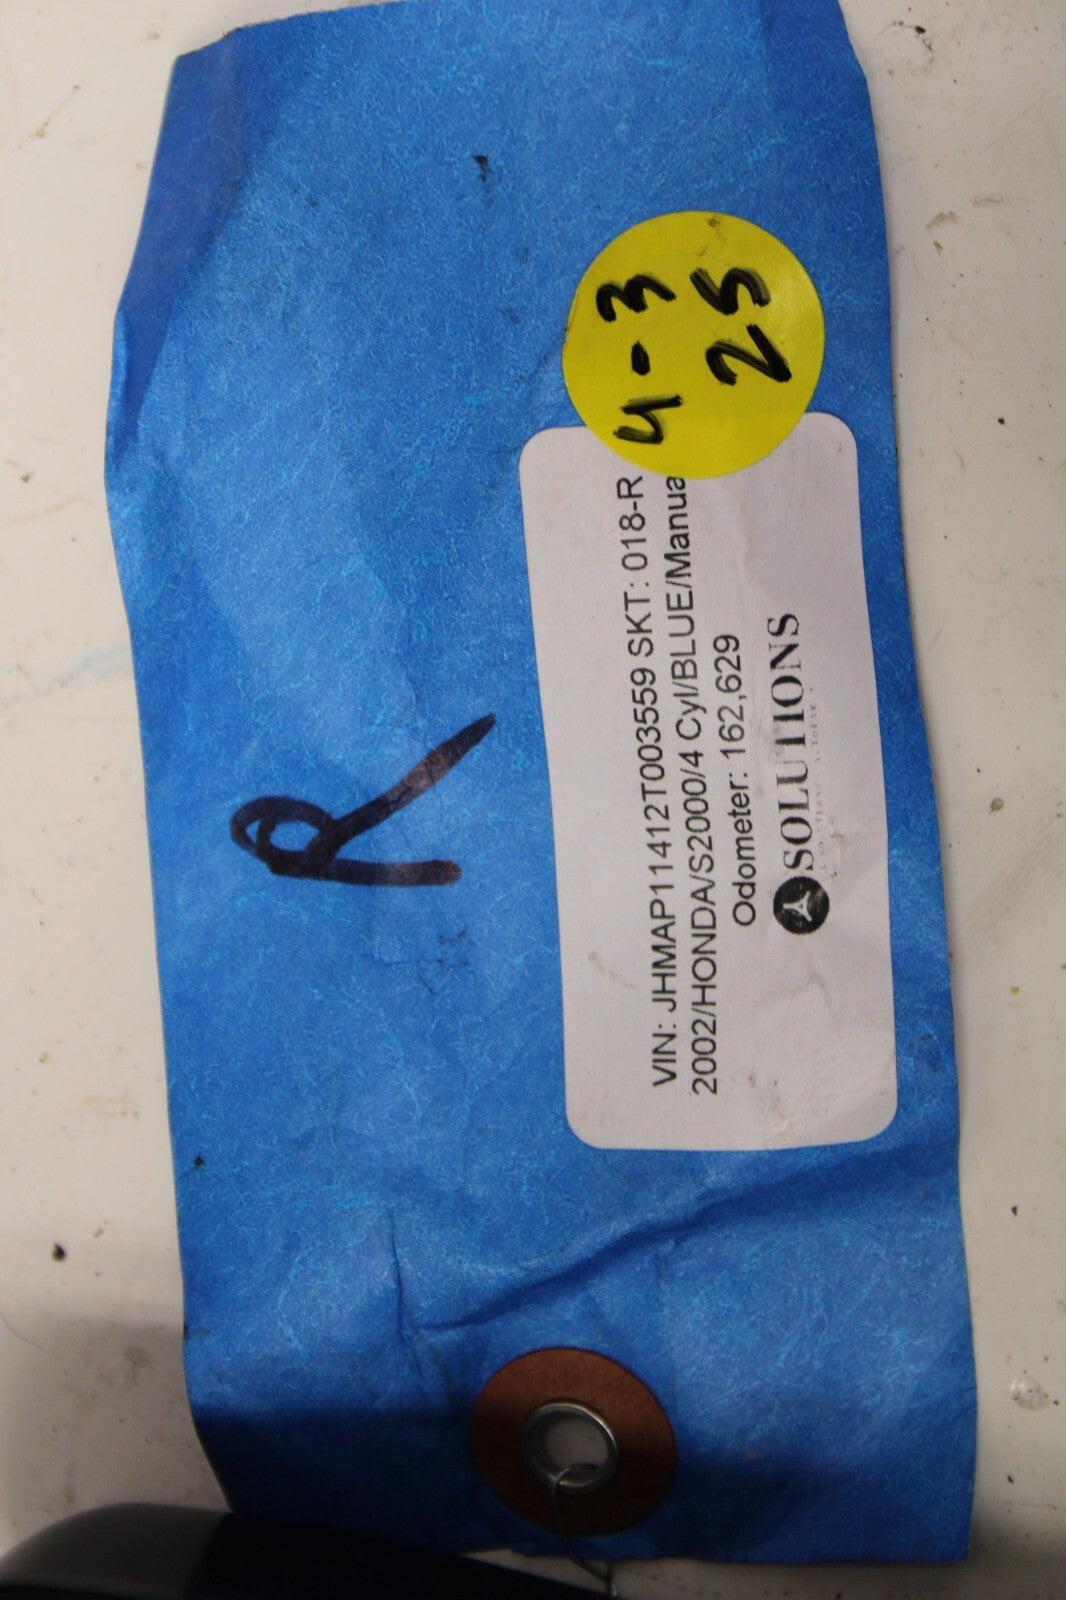 4-3
25
VIN: JHMAP11412T003559 SKT: 018-R
2002/HONDA/S2000/4 Cyl/BLUE/Manua
Odometer: 162,629
SOLUTIONS
R